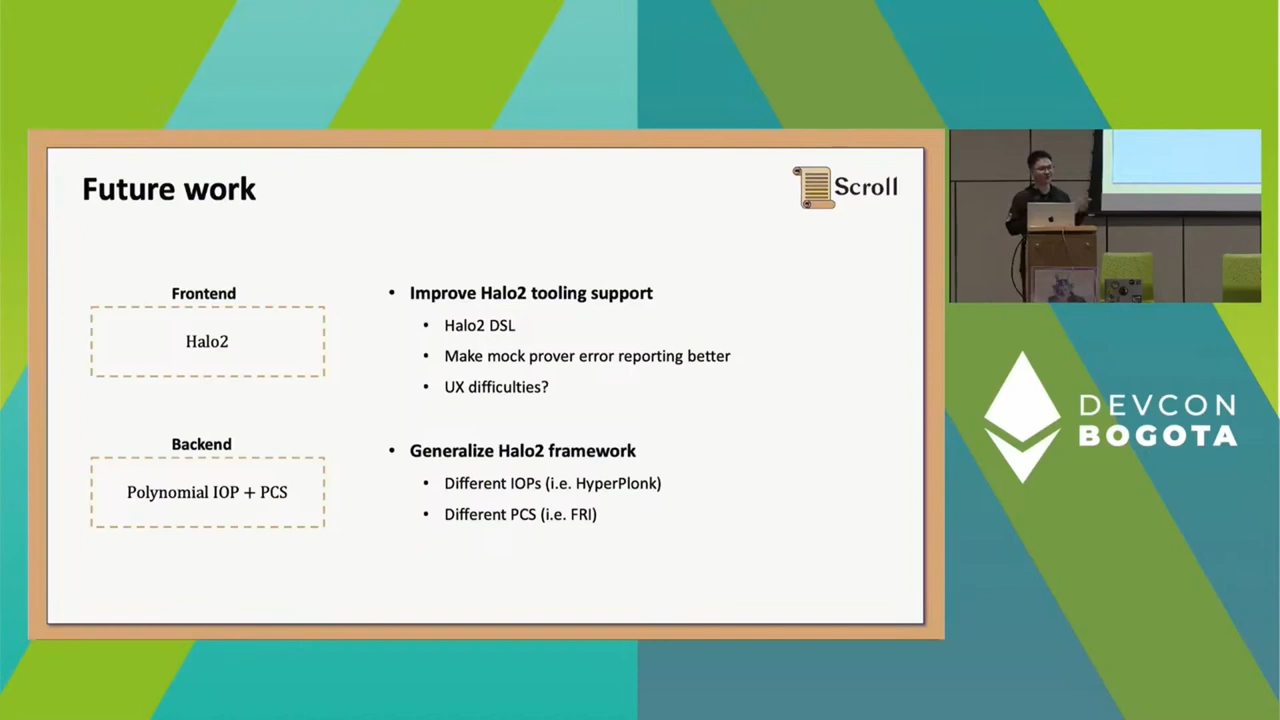 Future work
Scroll
Frontend
Halo2
• Improve Halo2 tooling support
• Halo2 DSL
• Make mock prover error reporting better
• UX difficulties?
Backend
Polynomial IOP + PCS
• Generalize Halo2 framework
• Different IOPs (i.e. HyperPlonk)
• Different PCS (i.e. FRI)
DEVCON
BOGOTA